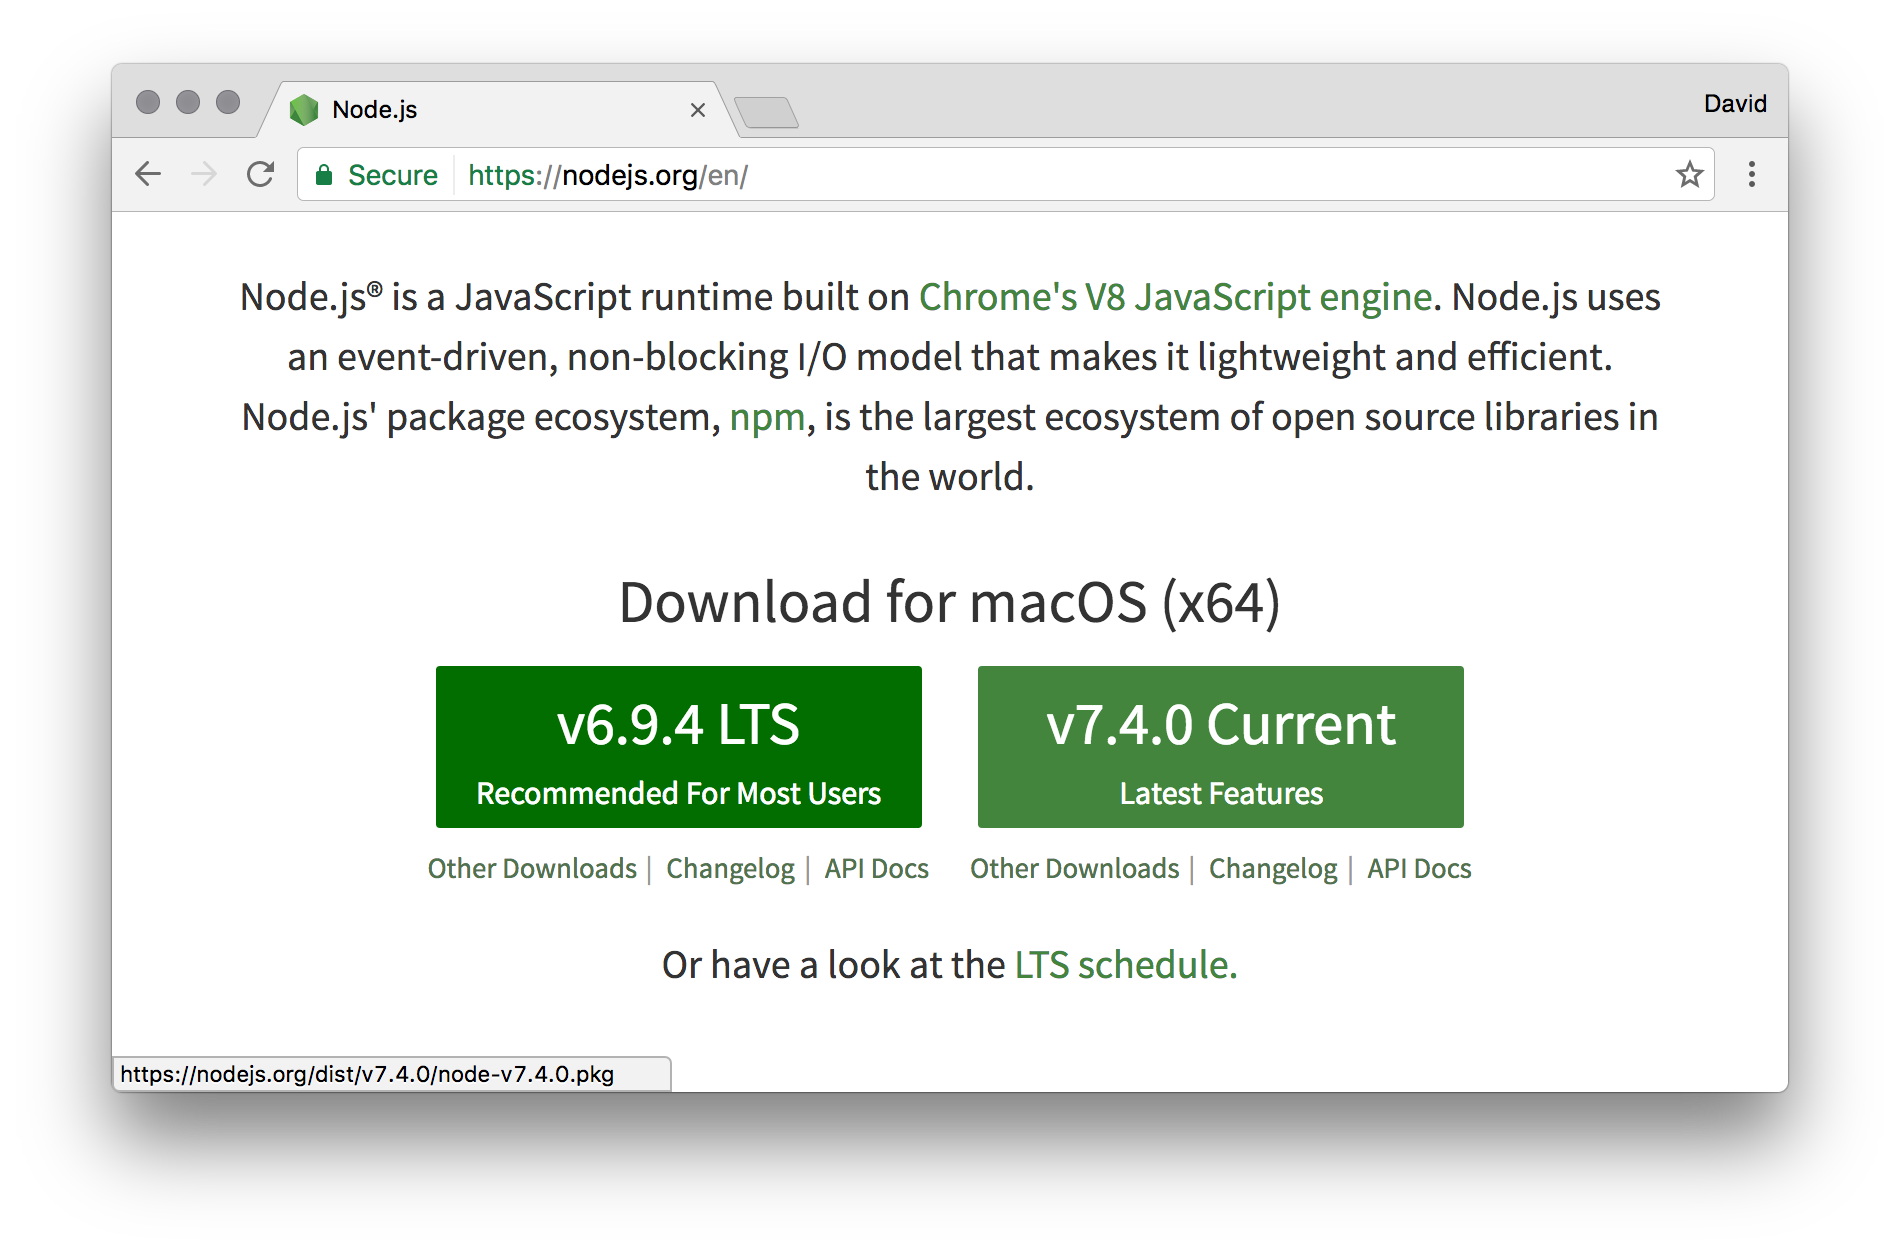 Node.js
David
Secure https://nodejs.org/en/
Node.js® is a JavaScript runtime built on Chrome's V8 JavaScript engine. Node.js uses
an event-driven, non-blocking I/O model that makes it lightweight and efficient.
Node.js' package ecosystem, npm, is the largest ecosystem of open source libraries in
the world.
Download for macOS (x64)
v6.9.4 LTS
Recommended For Most Users
v7.4.0 Current
Latest Features
Other Downloads | Changelog | API Docs
Other Downloads | Changelog | API Docs
Or have a look at the LTS schedule.
https://nodejs.org/dist/v7.4.0/node-v7.4.0.pkg